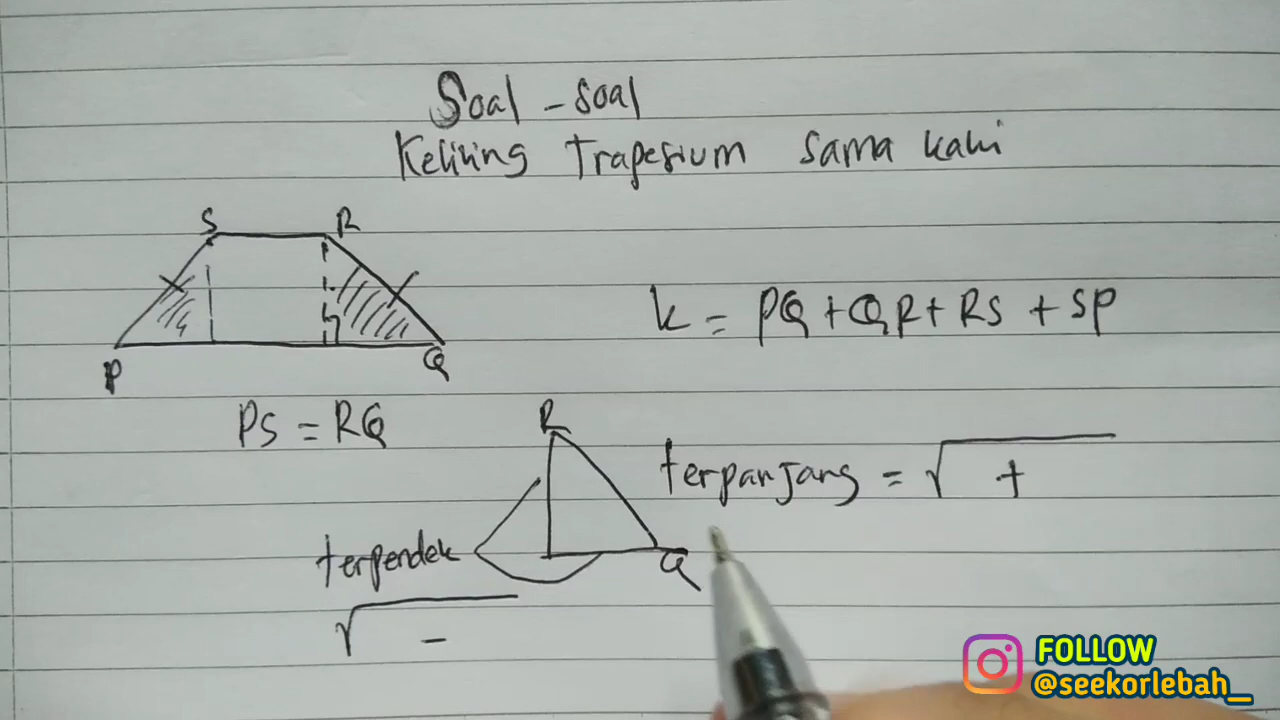 Soal - soal
Keliling Trapesium sama kaki
S R
P Q
K = PQ + QR + RS + SP
PS = RQ
R
terpanjang = √ +
terpendek
Q
√ -
FOLLOW
@seekorlebah_